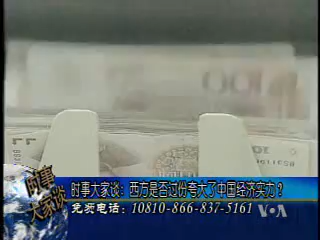 100
时事大家谈：西方是否过份夸大了中国经济实力？
免费电话：10810-866-837-5161
时事
大家谈
VOA